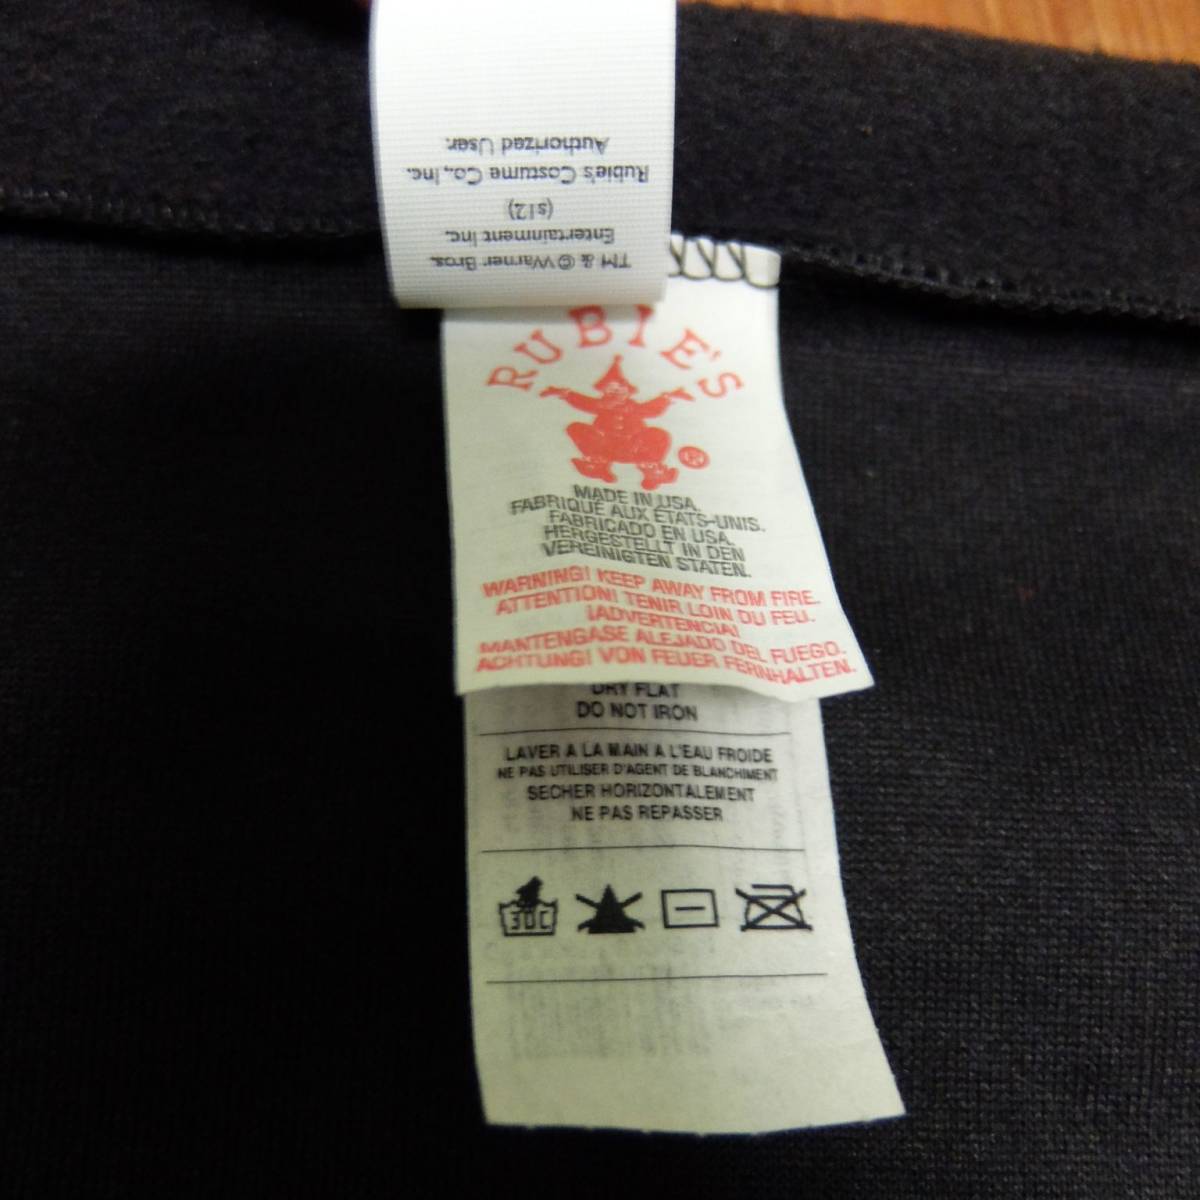 TM & ©Warner Bros.
Entertainment Inc.
(s12)
Rubie's Costume Co., Inc.
Authorized User.
RUBIE'S
®
MADE IN USA.
FABRIQUÉ AUX ÉTATS-UNIS.
FABRICADO EN USA.
HERGESTELLT IN DEN
VEREINIGTEN STATEN.
WARNING! KEEP AWAY FROM FIRE.
ATTENTION! TENIR LOIN DU FEU.
¡ADVERTENCIA!
MANTENGASE ALEJADO DEL FUEGO.
ACHTUNG! VON FEUER FERNHALTEN.
DRY FLAT
DO NOT IRON
LAVER A LA MAIN A L'EAU FROIDE
NE PAS UTILISER D'AGENT DE BLANCHIMENT
SECHER HORIZONTALEMENT
NE PAS REPASSER
30C